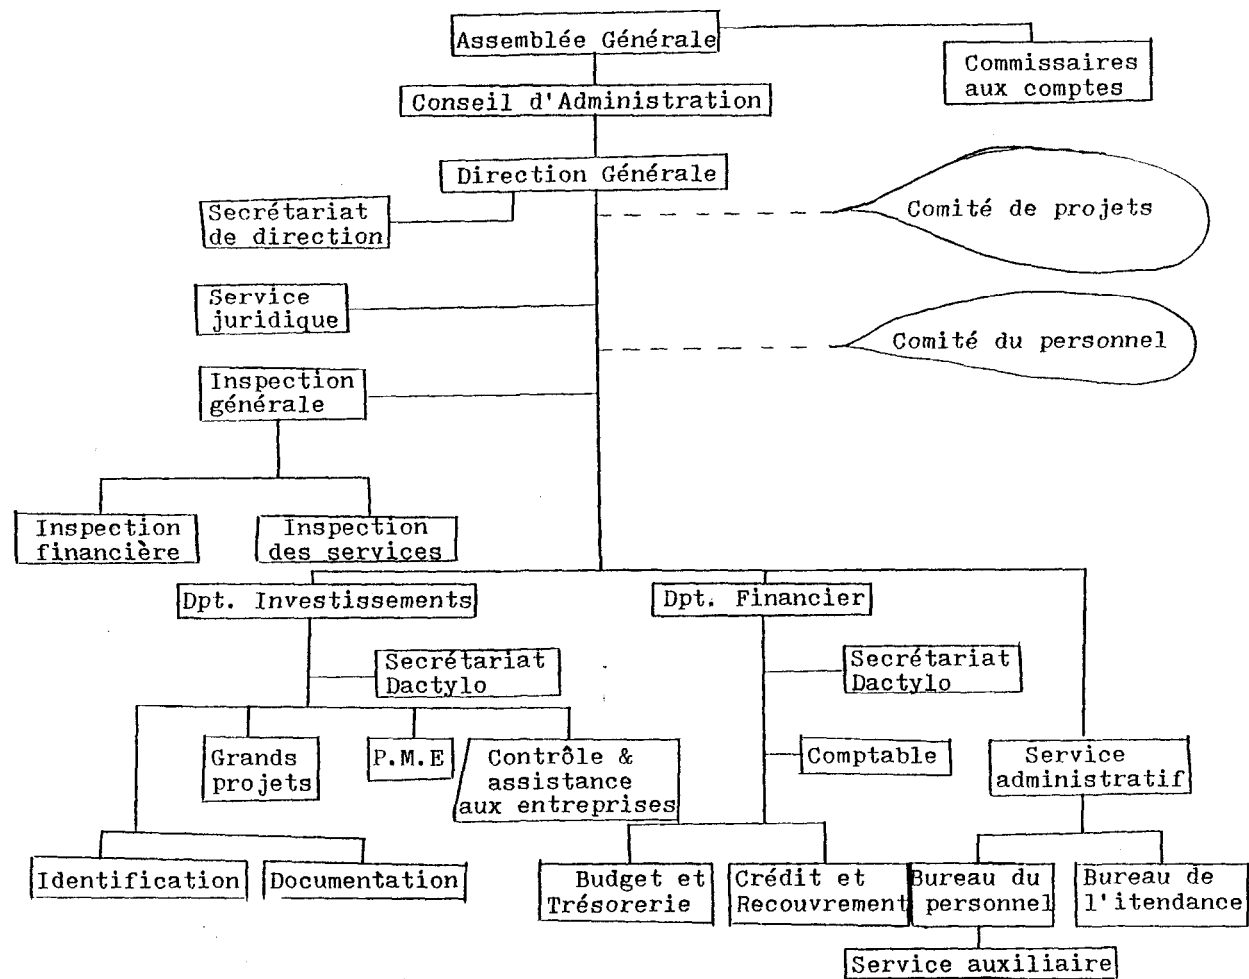 Assemblée Générale
Commissaires
aux comptes
Conseil d'Administration
Direction Générale
Secrétariat
de direction
Comité de projets
Service
juridique
Comité du personnel
Inspection
générale
Inspection
financière
Inspection
des services
Dpt. Investissements
Dpt. Financier
Secrétariat
Dactylo
Secrétariat
Dactylo
Grands
projets
P.M.E
Contrôle &
assistance
aux entreprises
Comptable
Service
administratif
Identification
Documentation
Budget et
Trésorerie
Crédit et
Recouvrement
Bureau du
personnel
Bureau de
l'itendance
Service auxiliaire